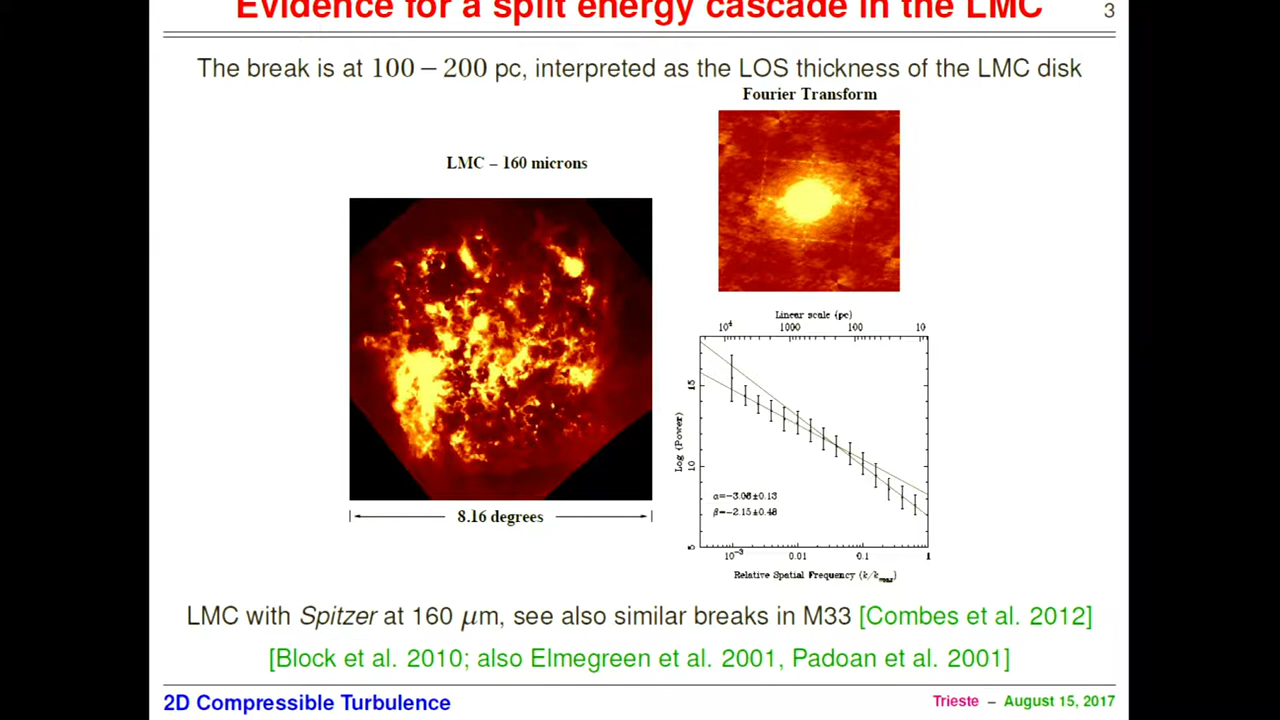 Evidence for a split energy cascade in the LMC
3
The break is at 100 – 200 pc, interpreted as the LOS thickness of the LMC disk
Fourier Transform
LMC – 160 microns
8.16 degrees
Linear scale (pc)
10⁴ 1000 100 10
Log (Power)
15
10
5
α=-3.08±0.13
β=-2.15±0.48
10⁻³ 0.01 0.1 1
Relative Spatial Frequency (k/kmax)
LMC with Spitzer at 160 μm, see also similar breaks in M33 [Combes et al. 2012]
[Block et al. 2010; also Elmegreen et al. 2001, Padoan et al. 2001]
2D Compressible Turbulence
Trieste – August 15, 2017